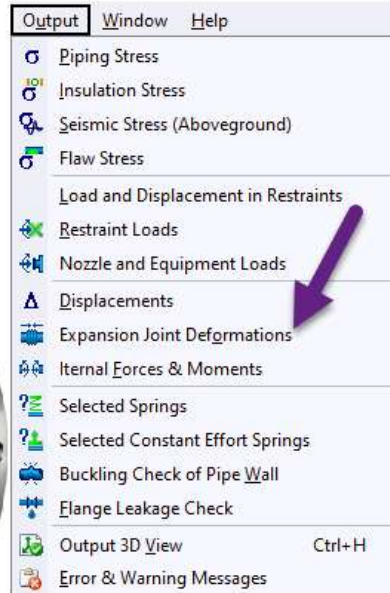 Output Window Help
σ Piping Stress
σ Insulation Stress
Seismic Stress (Aboveground)
σ Flaw Stress
Load and Displacement in Restraints
Restraint Loads
Nozzle and Equipment Loads
Δ Displacements
Expansion Joint Deformations
Iternal Forces & Moments
? Selected Springs
? Selected Constant Effort Springs
Buckling Check of Pipe Wall
Flange Leakage Check
Output 3D View Ctrl+H
Error & Warning Messages